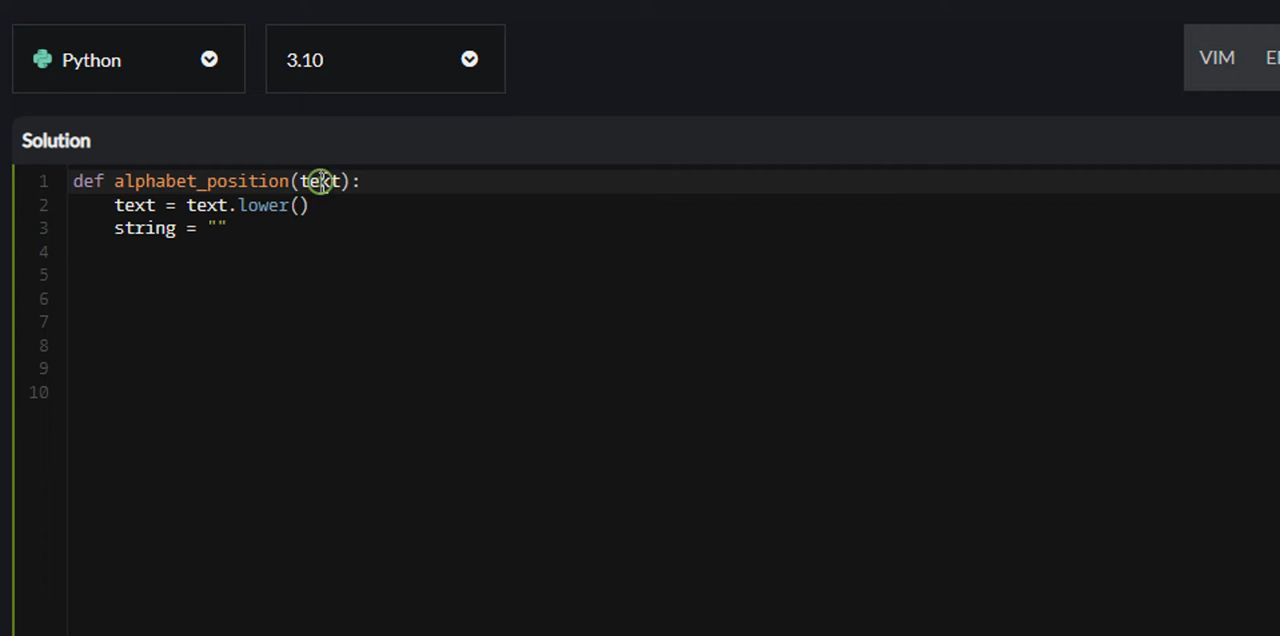 Python 3.10 VIM
Solution
1 def alphabet_position(text):
2     text = text.lower()
3     string = ""
4
5
6
7
8
9
10